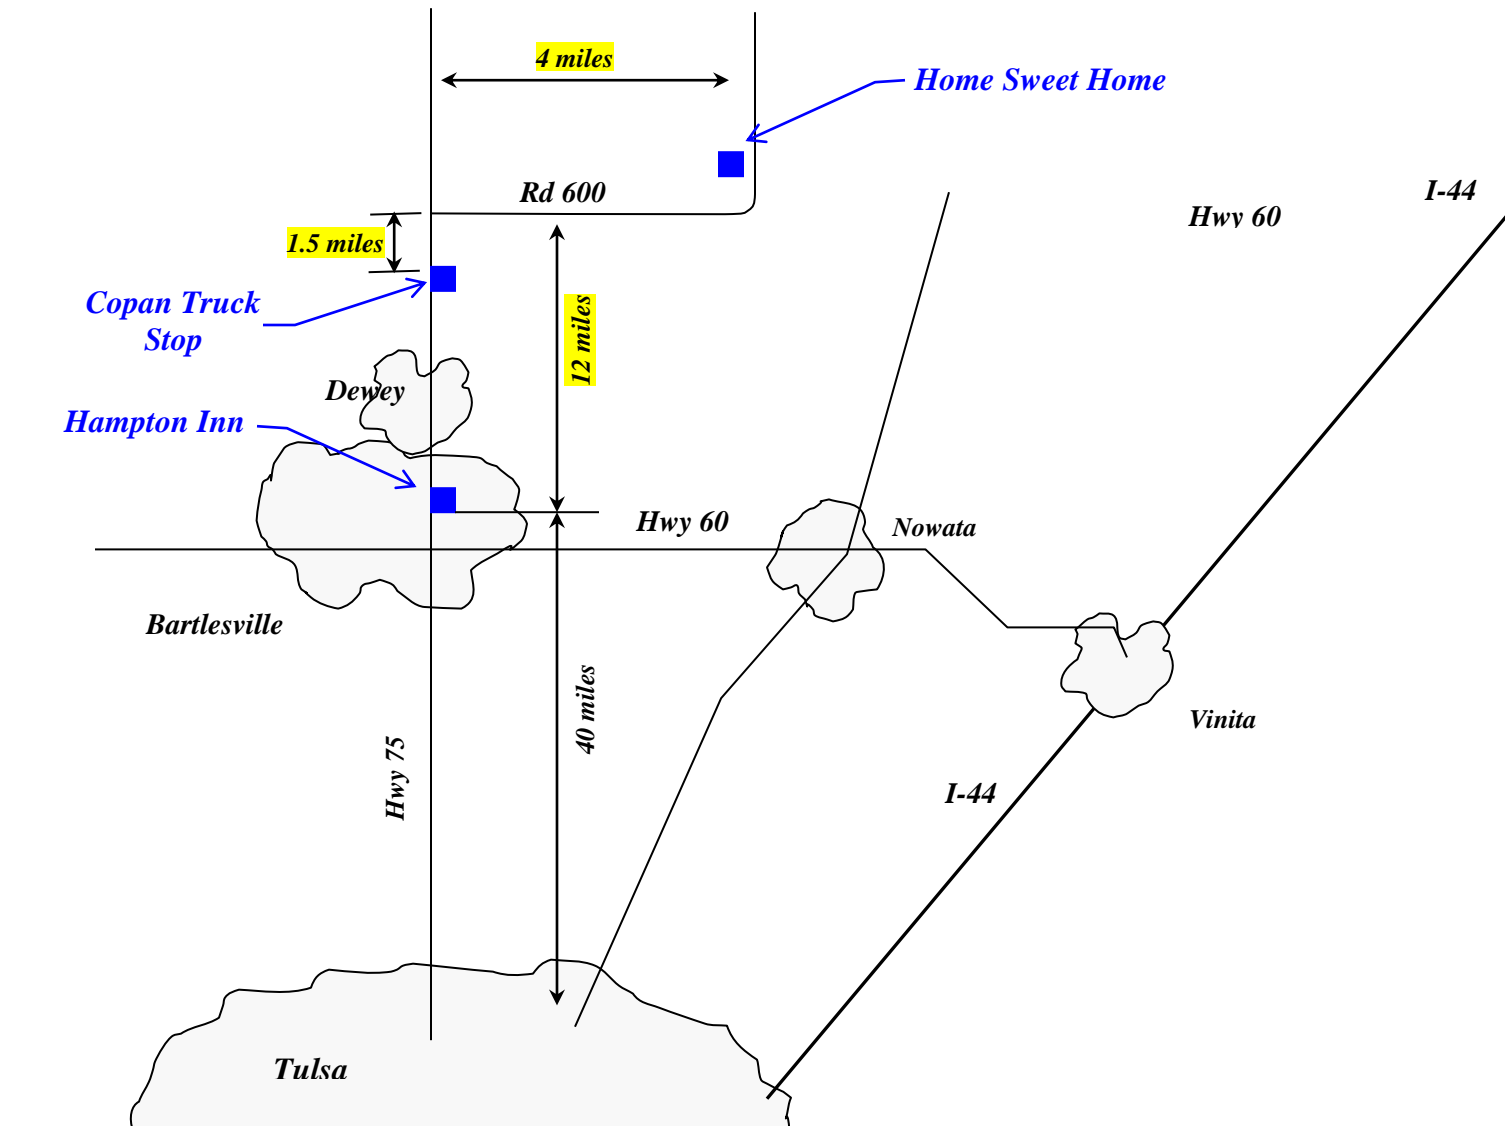 4 miles
Home Sweet Home
Rd 600
I-44
Hwy 60
1.5 miles
Copan Truck
Stop
12 miles
Dewey
Hampton Inn
Hwy 60
Nowata
Bartlesville
40 miles
Vinita
Hwy 75
I-44
Tulsa